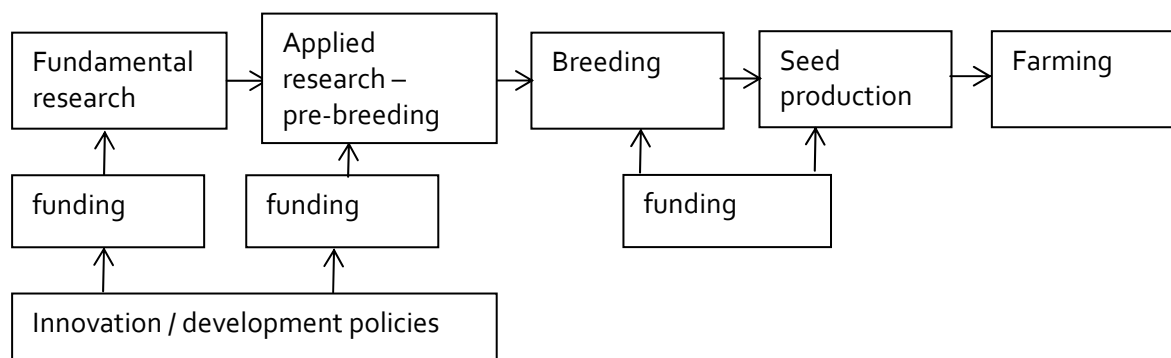 Fundamental
research
Applied
research –
pre-breeding
Breeding
Seed
production
Farming
funding
funding
funding
Innovation / development policies